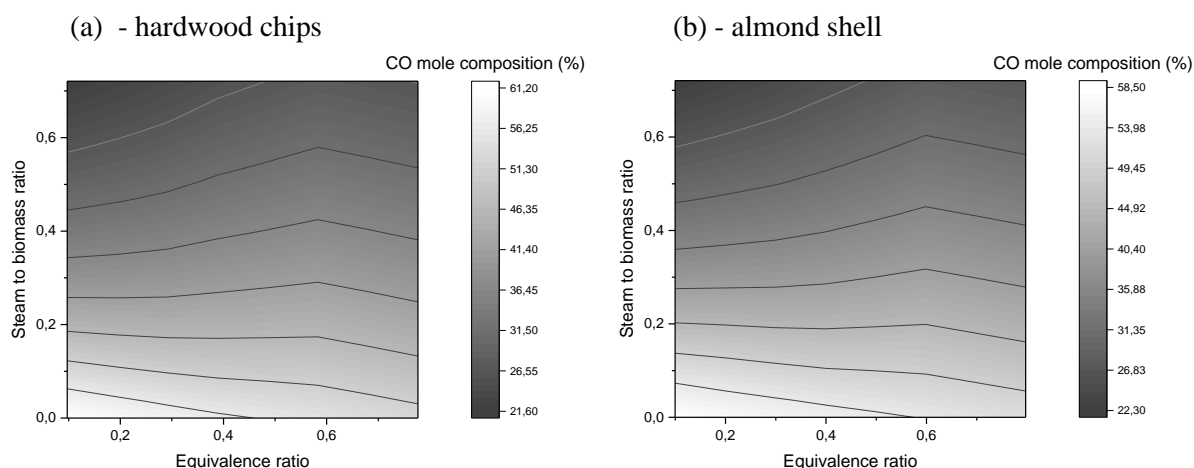 (a) - hardwood chips
CO mole composition (%)
61,20
56,25
51,30
46,35
41,40
36,45
31,50
26,55
21,60
Steam to biomass ratio
0,6
0,4
0,2
0,0
0,2 0,4 0,6
Equivalence ratio
(b) - almond shell
CO mole composition (%)
58,50
53,98
49,45
44,92
40,40
35,88
31,35
26,83
22,30
Steam to biomass ratio
0,6
0,4
0,2
0,0
0,2 0,4 0,6
Equivalence ratio